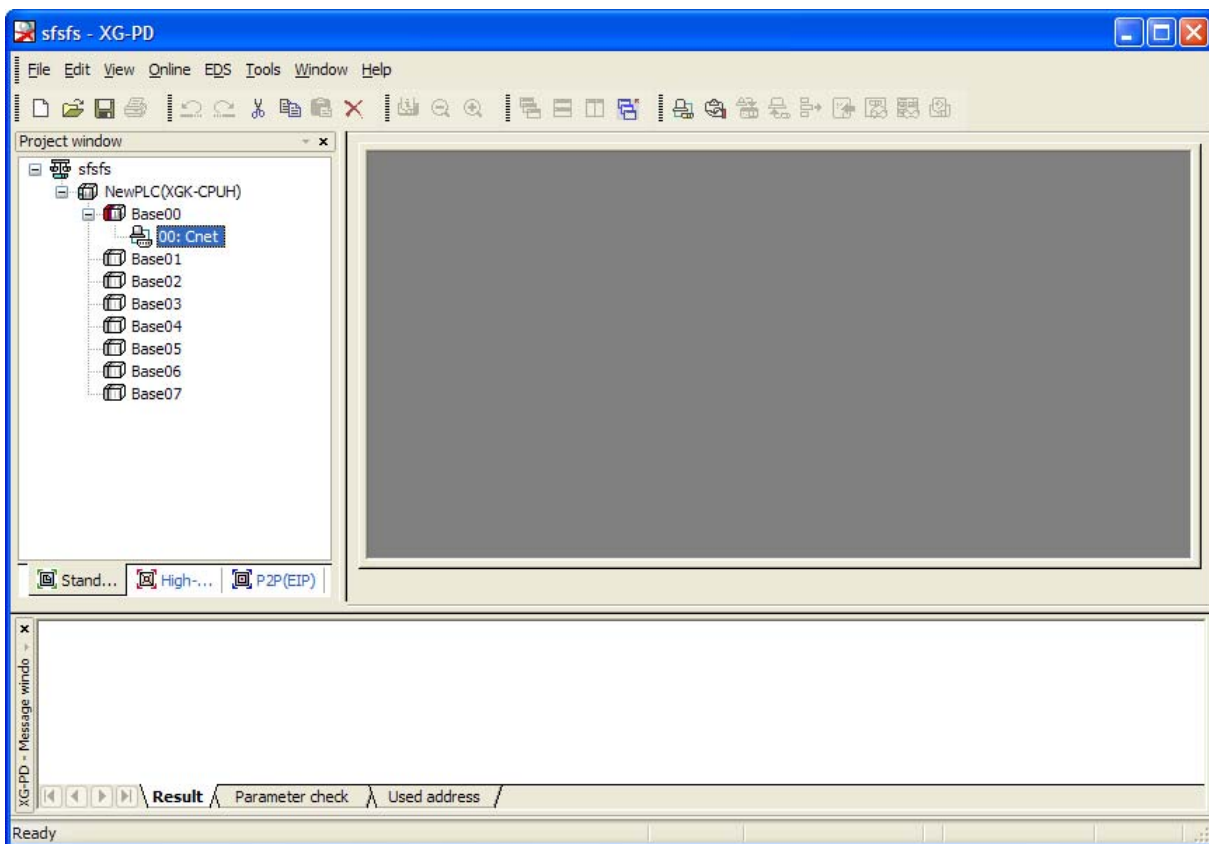 sfsfs - XG-PD
File Edit View Online EDS Tools Window Help
Project window
sfsfs
NewPLC(XGK-CPUH)
Base00
00: Cnet
Base01
Base02
Base03
Base04
Base05
Base06
Base07
Stand... High-... P2P(EIP)
XG-PD - Message windo
Result Parameter check Used address
Ready